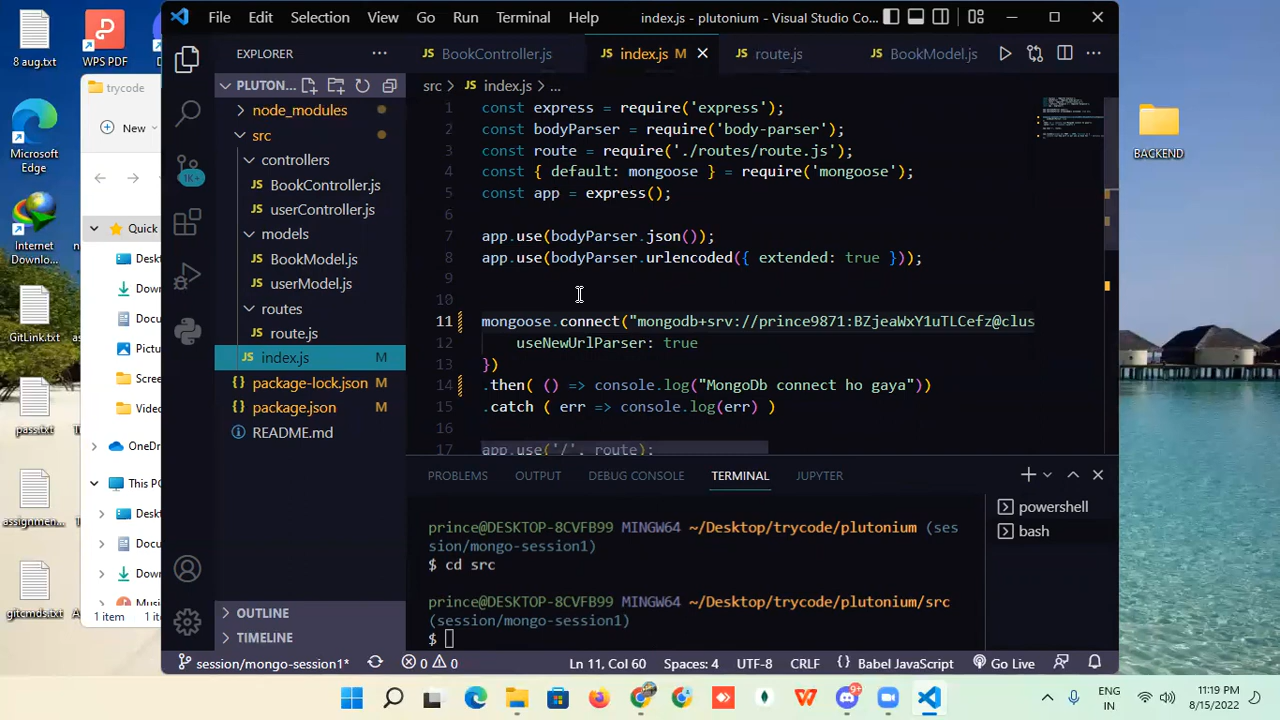 8 aug.txt
WPS PDF
Microsoft
Edge
Internet
Downlo...
GitLink.txt
pass.txt
assignmen...
gitcmds.txt
trycode
New
Quick
Deskt
Down
Docu
Pictu
Scree
Video
OneDr
This PC
Deskt
Docu
Down
Music
1 item
File
Edit
Selection
View
Go
Run
Terminal
Help
index.js - plutonium - Visual Studio Co...
EXPLORER
BookController.js
index.js M
route.js
BookModel.js
PLUTON...
node_modules
src
controllers
BookController.js
userController.js
models
BookModel.js
userModel.js
routes
route.js
index.js M
package-lock.json M
package.json M
README.md
OUTLINE
TIMELINE
1K+
src > index.js > ...
1 const express = require('express');
2 const bodyParser = require('body-parser');
3 const route = require('./routes/route.js');
4 const { default: mongoose } = require('mongoose');
5 const app = express();
6
7 app.use(bodyParser.json());
8 app.use(bodyParser.urlencoded({ extended: true }));
9
10
11 mongoose.connect("mongodb+srv://prince9871:BZjeaWxY1uTLCefz@clus
12 useNewUrlParser: true
13 })
14 .then( () => console.log("Mongodb connect ho gaya"))
15 .catch ( err => console.log(err) )
16
17 app.use('/', route);
PROBLEMS
OUTPUT
DEBUG CONSOLE
TERMINAL
JUPYTER
prince@DESKTOP-8CVFB99 MINGW64 ~/Desktop/trycode/plutonium (ses
sion/mongo-session1)
$ cd src
prince@DESKTOP-8CVFB99 MINGW64 ~/Desktop/trycode/plutonium/src
(session/mongo-session1)
$
powershell
bash
session/mongo-session1*
0
0
Ln 11, Col 60
Spaces: 4
UTF-8
CRLF
Babel JavaScript
Go Live
BACKEND
9+
ENG
IN
11:19 PM
8/15/2022